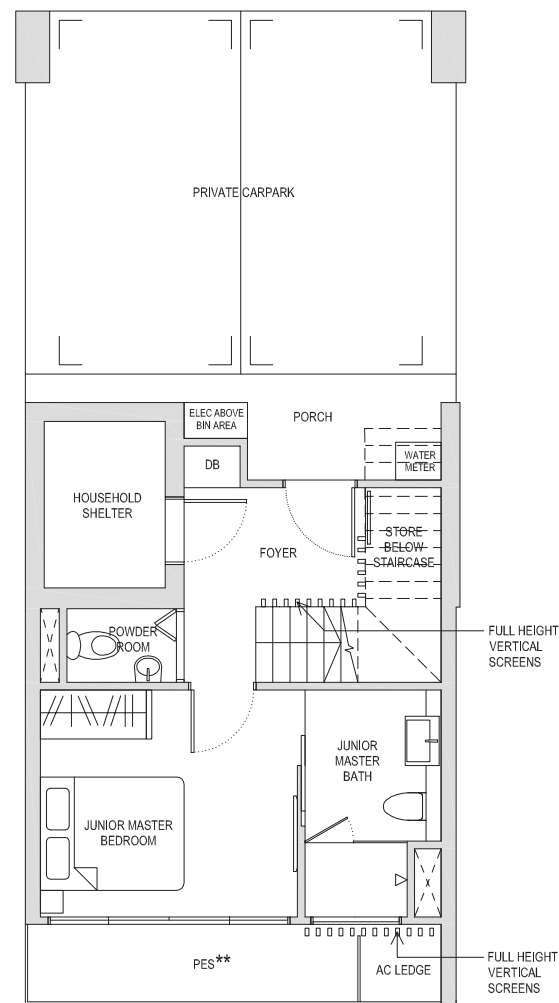 PRIVATE CARPARK
ELEC ABOVE
BIN AREA
PORCH
DB
WATER
METER
HOUSEHOLD
SHELTER
STORE
BELOW
STAIRCASE
FOYER
POWDER
ROOM
FULL HEIGHT
VERTICAL
SCREENS
JUNIOR
MASTER
BATH
JUNIOR MASTER
BEDROOM
PES**
AC LEDGE
FULL HEIGHT
VERTICAL
SCREENS